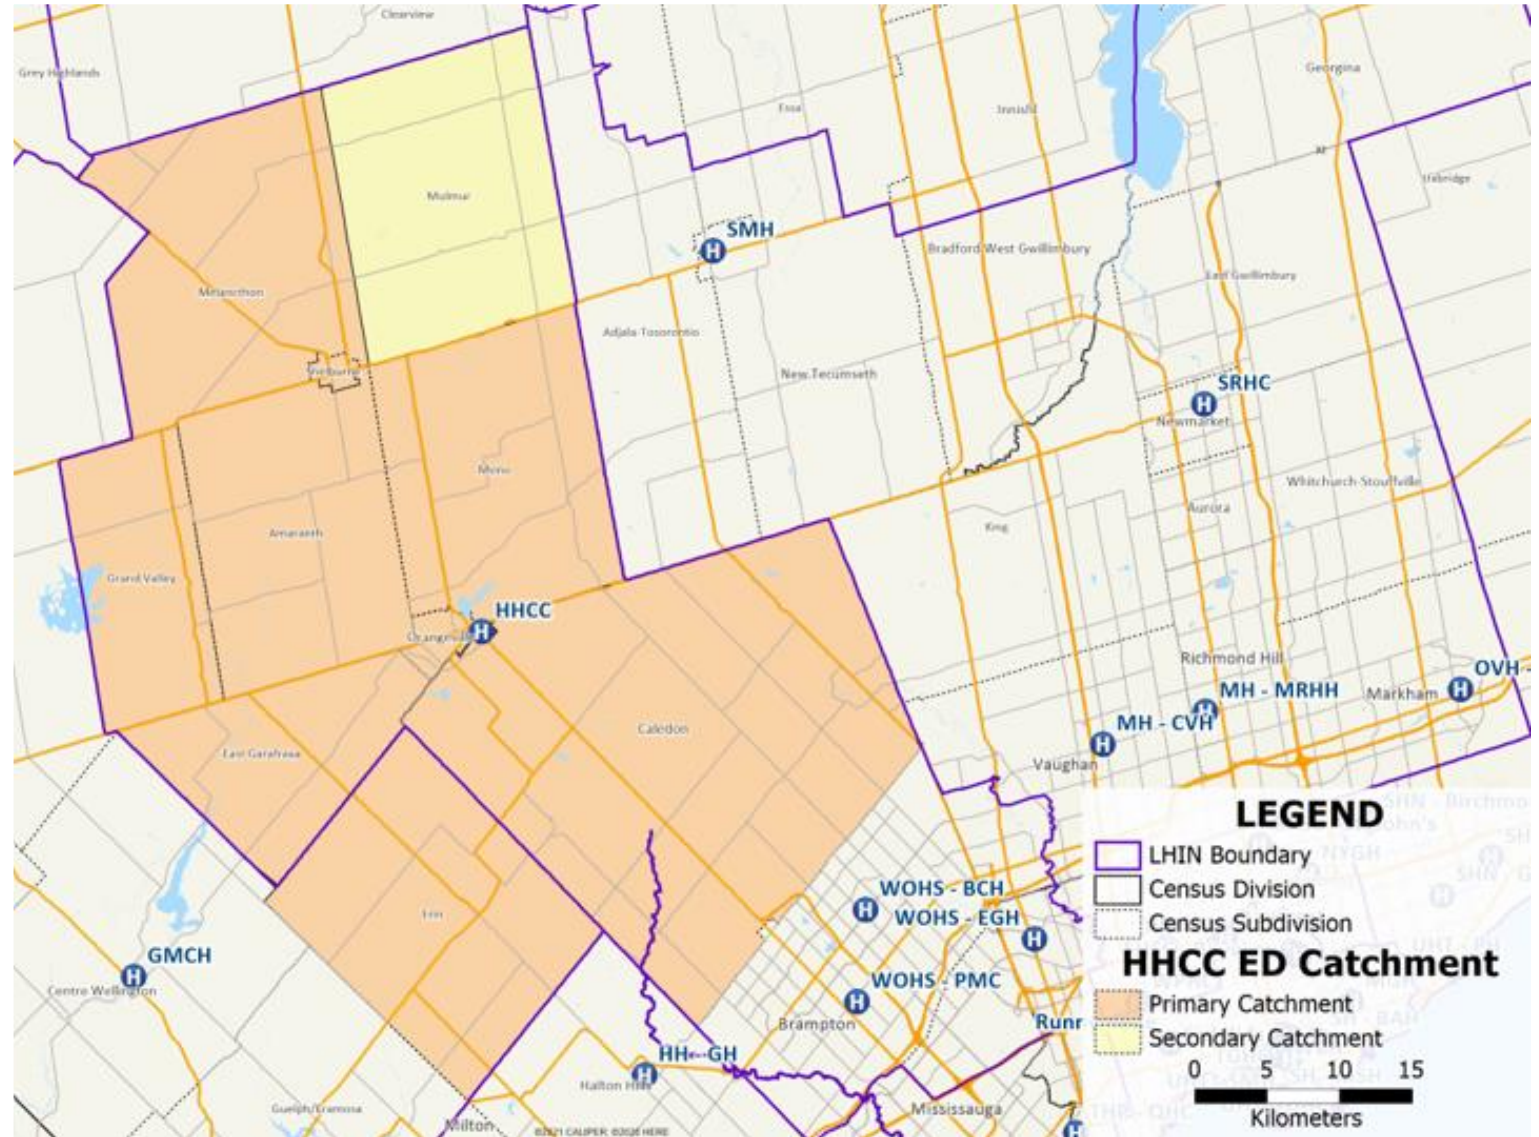 Clearview
Grey Highlands
Georgina
Essa
Innisfil
Uxbridge
Mulmur
SMH
Bradford West Gwillimbury
East Gwillimbury
Melancthon
Adjala-Tosorontio
New Tecumseth
Shelburne
SRHC
Newmarket
Mono
Whitchurch-Stouffville
Aurora
King
Amaranth
Grand Valley
HHCC
Orangeville
Richmond Hill
OVH -
Markham
MH - MRHH
MH - CVH
Caledon
East Garafraxa
Vaughan
LEGEND
LHIN Boundary
Census Division
Census Subdivision
HHCC ED Catchment
Primary Catchment
Secondary Catchment
0 5 10 15
Kilometers
WOHS - BCH
WOHS - EGH
Erin
GMCH
Centre Wellington
WOHS - PMC
Brampton
HH - GH
Halton Hills
Guelph/Eramosa
Milton
Mississauga
©2021 CALIPER; ©2020 HERE